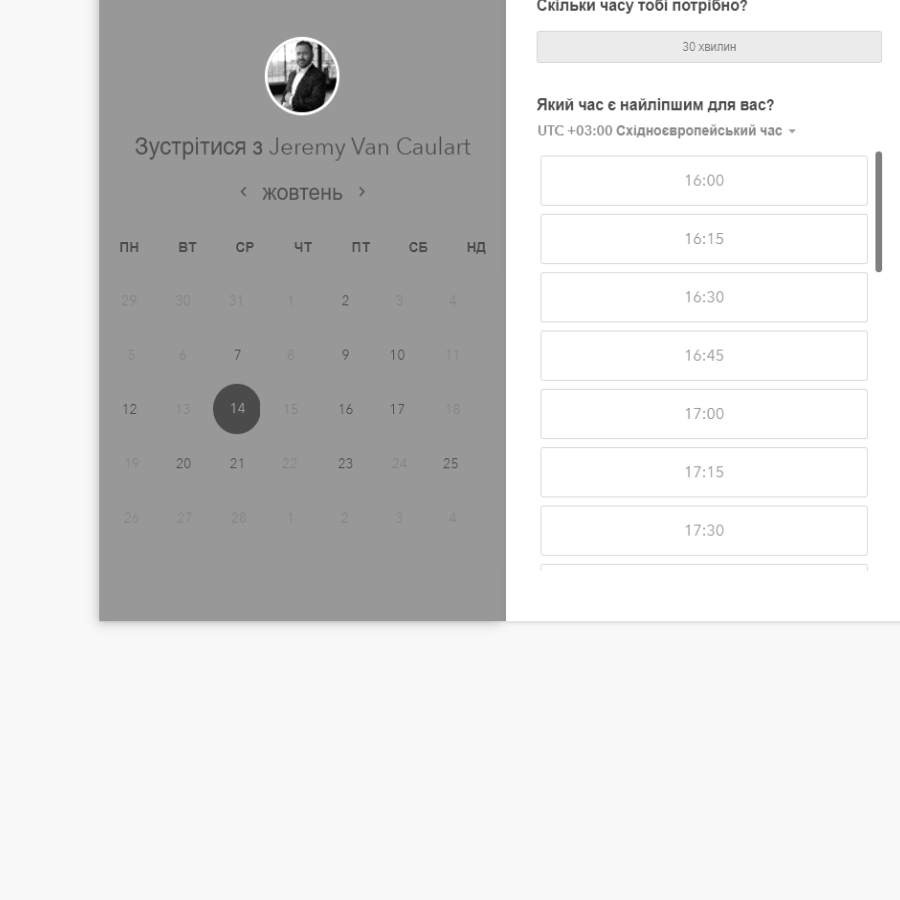 Зустрітися з Jeremy Van Caulart
‹ жовтень ›
ПН ВТ СР ЧТ ПТ СБ НД
29 30 31 1 2 3 4
5 6 7 8 9 10 11
12 13 14 15 16 17 18
19 20 21 22 23 24 25
26 27 28 1 2 3 4
Скільки часу тобі потрібно?
30 хвилин
Який час є найліпшим для вас?
UTC +03:00 Східноєвропейський час
16:00
16:15
16:30
16:45
17:00
17:15
17:30